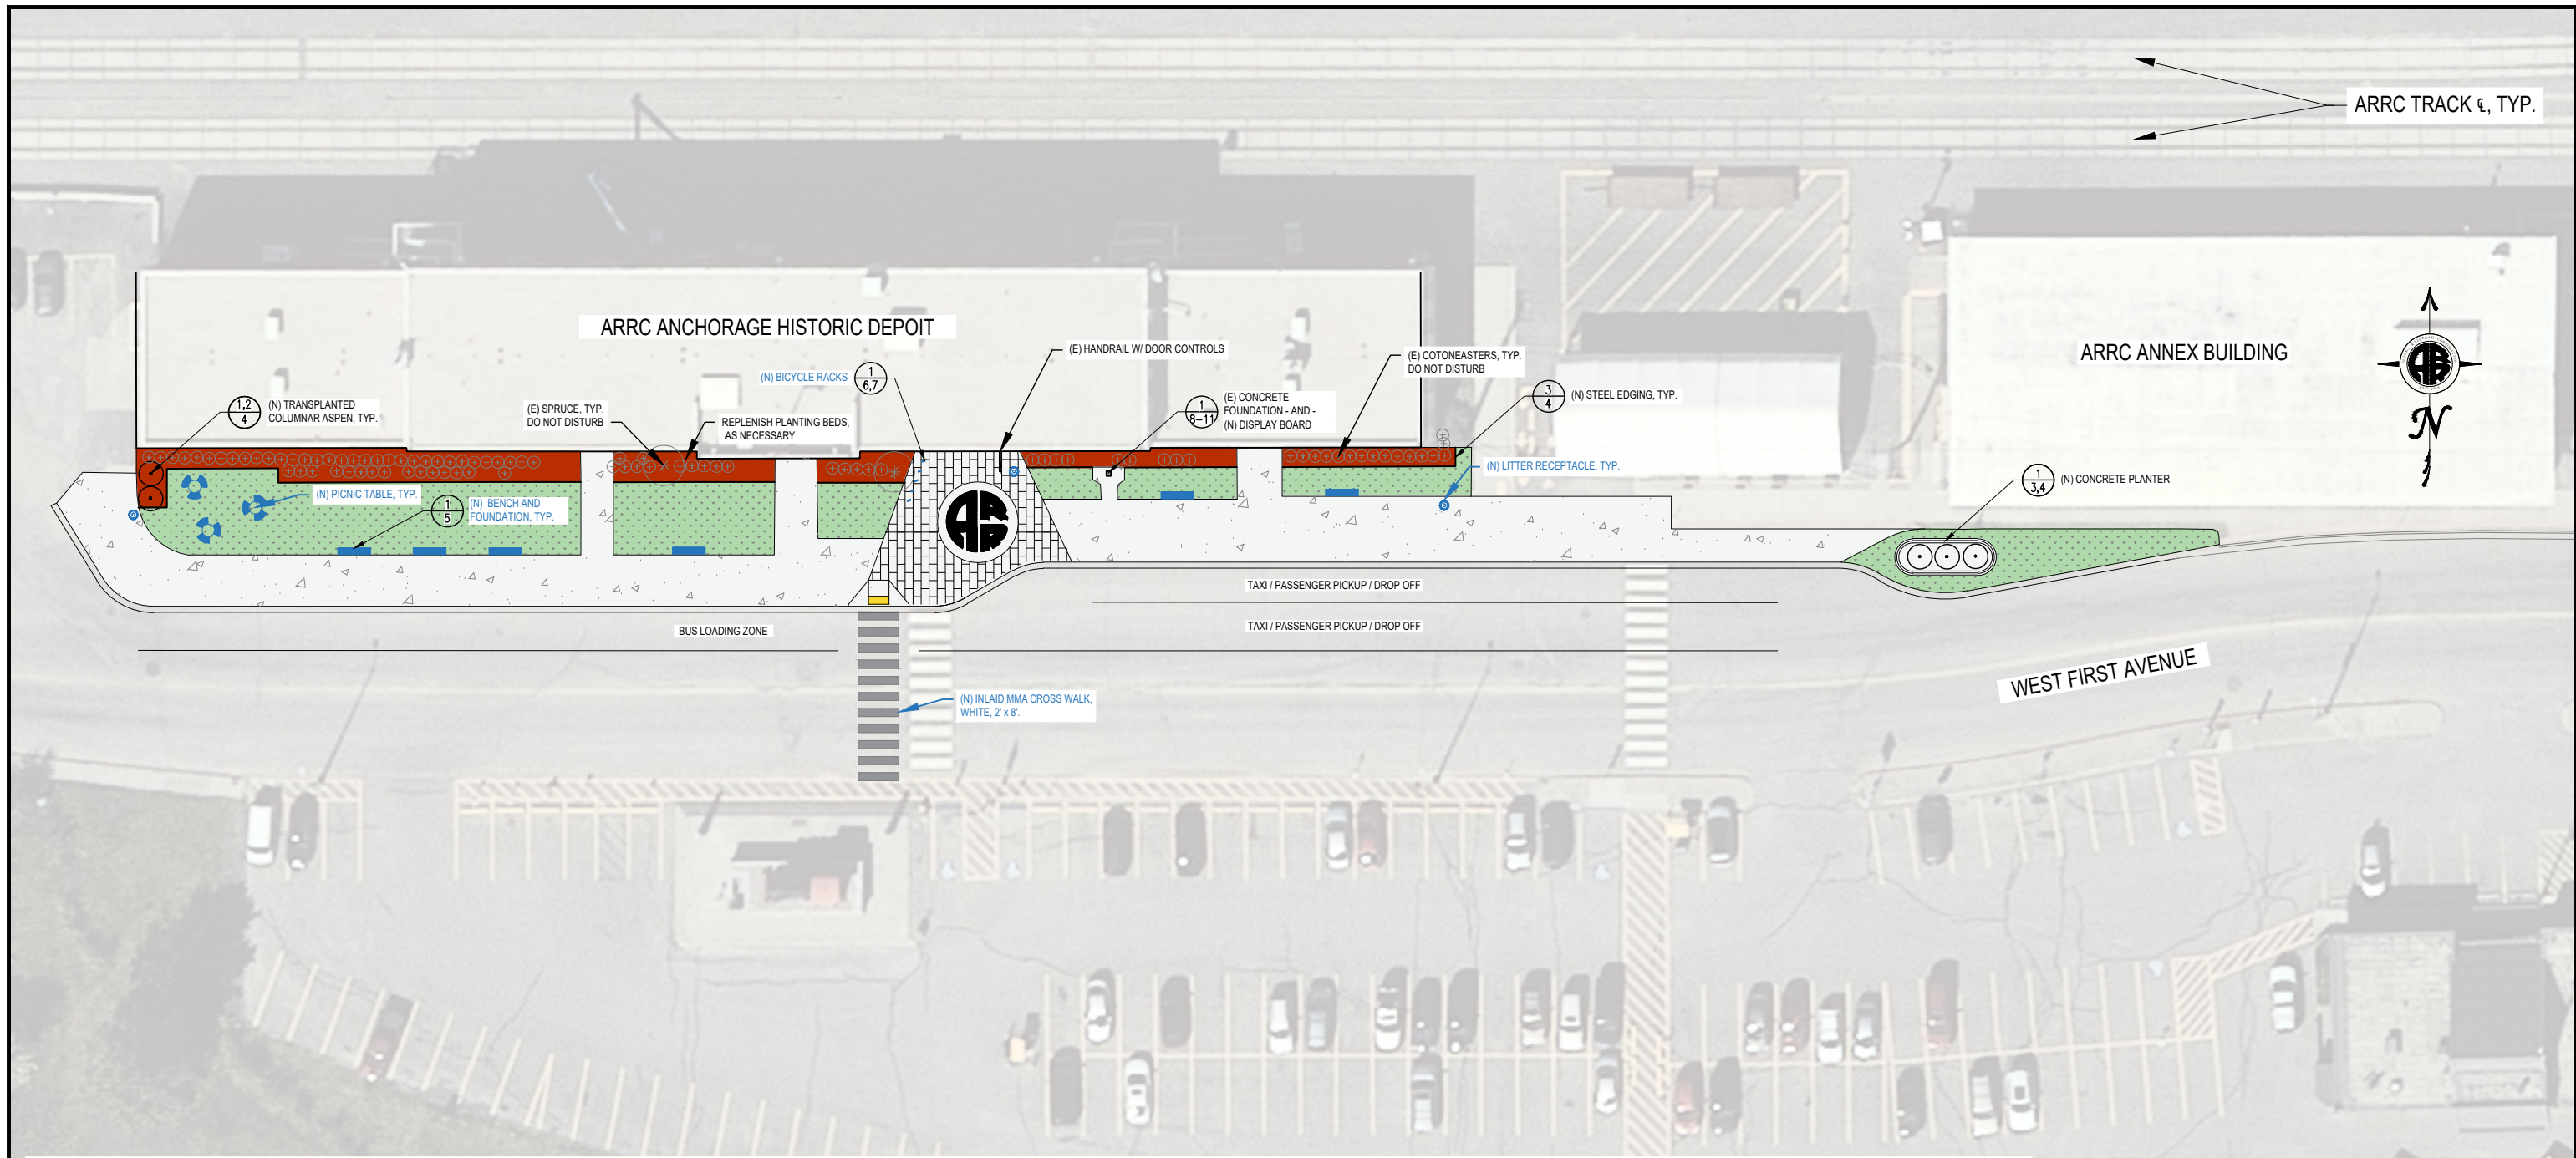 ARRC TRACK ℄, TYP.
ARRC ANCHORAGE HISTORIC DEPOIT
ARRC ANNEX BUILDING
(E) HANDRAIL W/ DOOR CONTROLS
(N) BICYCLE RACKS
1
6,7
(E) COTONEASTERS, TYP.
DO NOT DISTURB
3
4
(N) STEEL EDGING, TYP.
1,2
4
(N) TRANSPLANTED
COLUMNAR ASPEN, TYP.
(E) SPRUCE, TYP.
DO NOT DISTURB
REPLENISH PLANTING BEDS,
AS NECESSARY
1
8-11
(E) CONCRETE
FOUNDATION - AND -
(N) DISPLAY BOARD
N
(N) LITTER RECEPTACLE, TYP.
1
3,4
(N) CONCRETE PLANTER
(N) PICNIC TABLE, TYP.
1
5
(N) BENCH AND
FOUNDATION, TYP.
ARRC
TAXI / PASSENGER PICKUP / DROP OFF
TAXI / PASSENGER PICKUP / DROP OFF
BUS LOADING ZONE
WEST FIRST AVENUE
(N) INLAID MMA CROSS WALK,
WHITE, 2' x 8'.